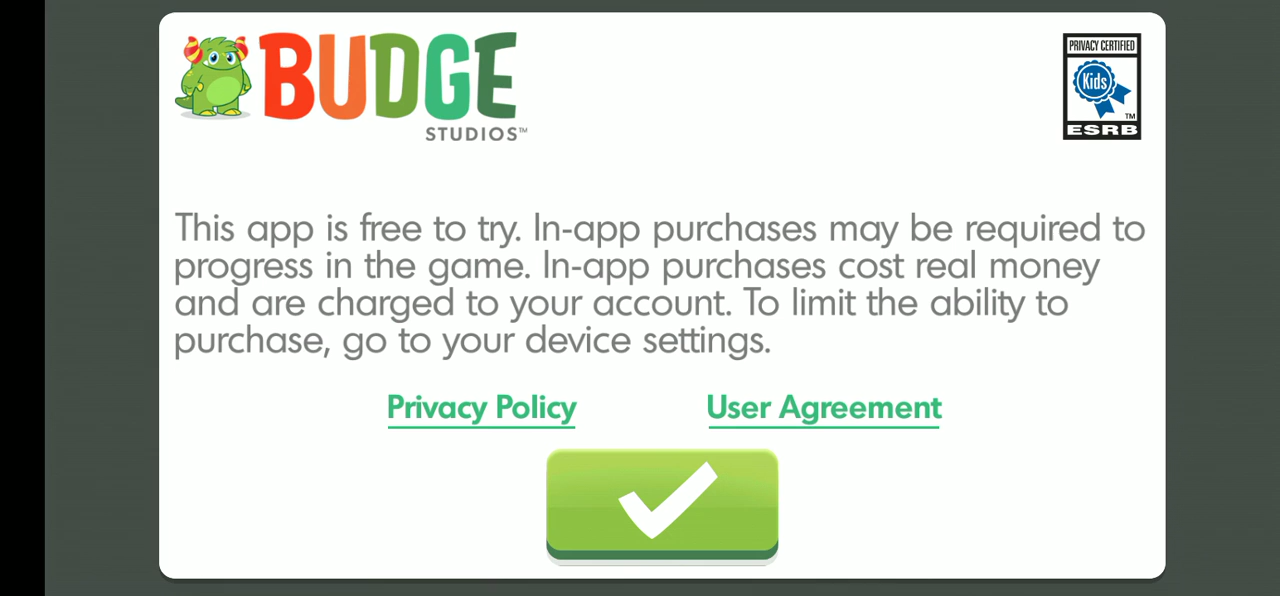 BUDGE
STUDIOS™
PRIVACY CERTIFIED
Kids
TM
ESRB
This app is free to try. In-app purchases may be required to
progress in the game. In-app purchases cost real money
and are charged to your account. To limit the ability to
purchase, go to your device settings.
Privacy Policy
User Agreement